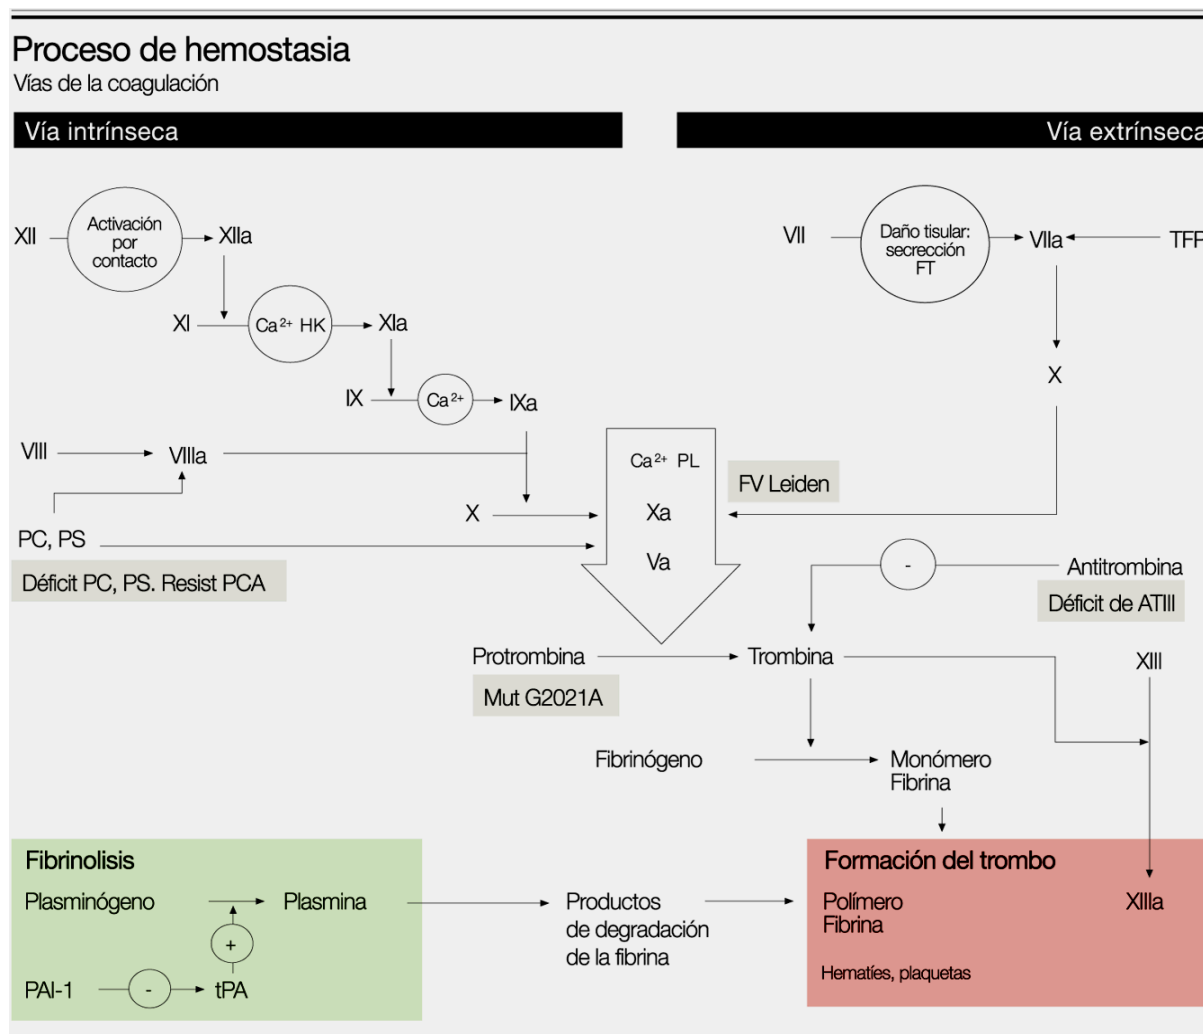 Proceso de hemostasia
Vías de la coagulación
Vía intrínseca
Vía extrínseca
XII
Activación
por
contacto
XIIa
XI
Ca2+ HK
XIa
IX
Ca2+
IXa
VIII
VIIIa
X
PC, PS
Déficit PC, PS. Resist PCA
VII
Daño tisular:
secrección
FT
VIIa
TFP
X
Ca2+ PL
Xa
Va
FV Leiden
-
Antitrombina
Déficit de ATIII
Protrombina
Mut G2021A
Trombina
XIII
Fibrinógeno
Monómero
Fibrina
Fibrinolisis
Plasminógeno
Plasmina
+
PAI-1
-
tPA
Productos
de degradación
de la fibrina
Formación del trombo
Polímero
Fibrina
XIIIa
Hematíes, plaquetas